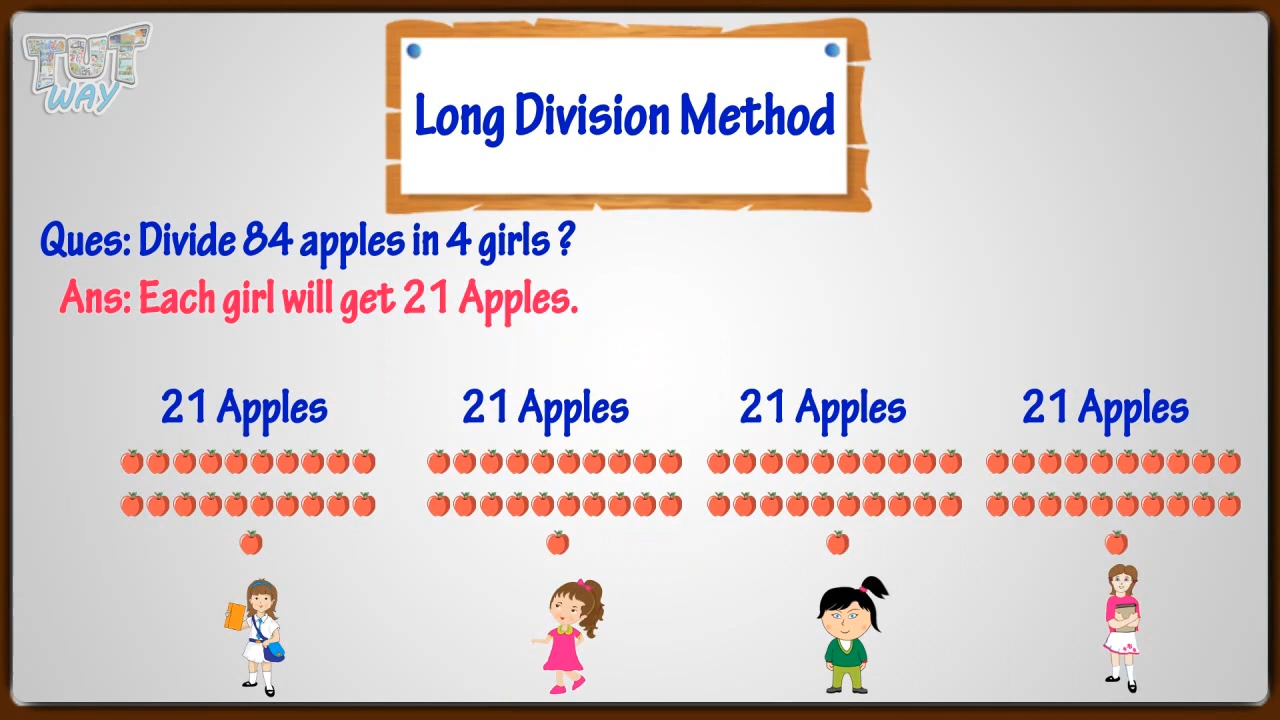 TUT
WAY
Long Division Method
Ques: Divide 84 apples in 4 girls ?
Ans: Each girl will get 21 Apples.
21 Apples 21 Apples 21 Apples 21 Apples